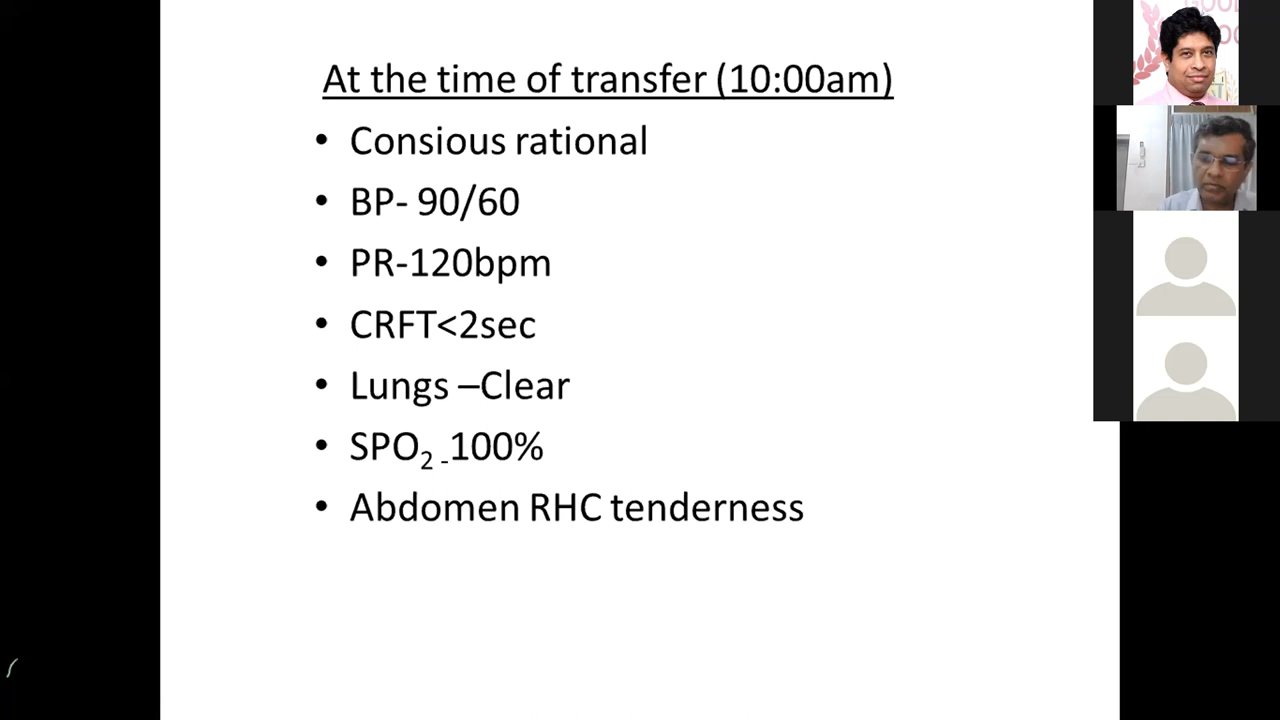 At the time of transfer (10:00am)
• Consious rational
• BP- 90/60
• PR-120bpm
• CRFT<2sec
• Lungs –Clear
• SPO₂ -100%
• Abdomen RHC tenderness